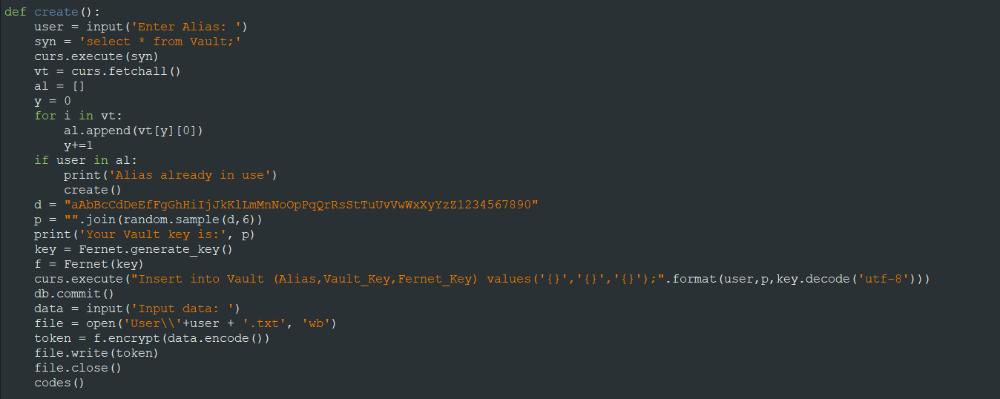 def create():
    user = input('Enter Alias: ')
    syn = 'select * from Vault;'
    curs.execute(syn)
    vt = curs.fetchall()
    al = []
    y = 0
    for i in vt:
        al.append(vt[y][0])
        y+=1
    if user in al:
        print('Alias already in use')
        create()
    d = "aAbBcCdDeEfFgGhHiIjJkKlLmMnNoOpPqQrRsStTuUvVwWxXyYzZ1234567890"
    p = "".join(random.sample(d,6))
    print('Your Vault key is:', p)
    key = Fernet.generate_key()
    f = Fernet(key)
    curs.execute("Insert into Vault (Alias,Vault_Key,Fernet_Key) values('{}','{}','{}');".format(user,p,key.decode('utf-8')))
    db.commit()
    data = input('Input data: ')
    file = open('User\\'+user + '.txt', 'wb')
    token = f.encrypt(data.encode())
    file.write(token)
    file.close()
    codes()